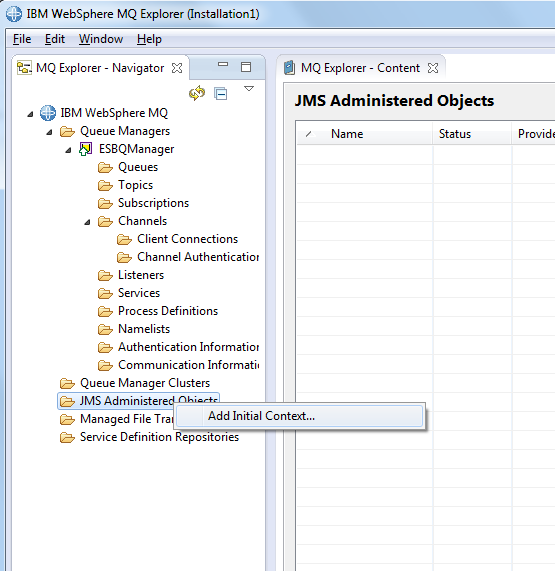 IBM WebSphere MQ Explorer (Installation1)
File Edit Window Help
MQ Explorer - Navigator
IBM WebSphere MQ
Queue Managers
ESBQManager
Queues
Topics
Subscriptions
Channels
Client Connections
Channel Authentication
Listeners
Services
Process Definitions
Namelists
Authentication Information
Communication Informati
Queue Manager Clusters
JMS Administered Objects
Managed File Tra
Service Definition Repositories
Add Initial Context...
MQ Explorer - Content
JMS Administered Objects
Name Status Provide